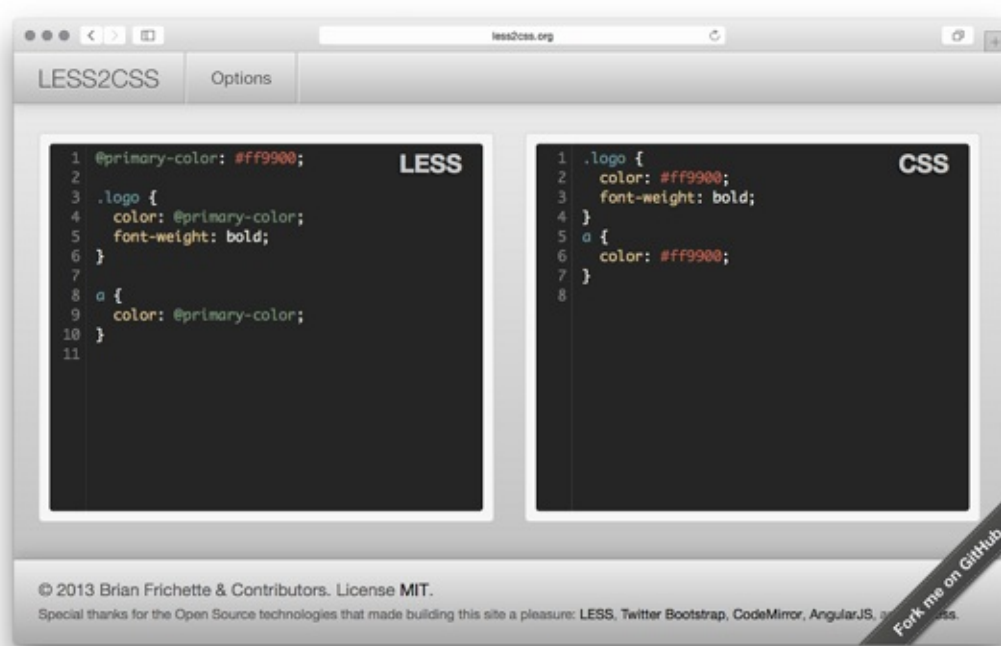 less2css.org
LESS2CSS Options
LESS
1 @primary-color: #ff9900;
2
3 .logo {
4 color: @primary-color;
5 font-weight: bold;
6 }
7
8 a {
9 color: @primary-color;
10 }
11
CSS
1 .logo {
2 color: #ff9900;
3 font-weight: bold;
4 }
5 a {
6 color: #ff9900;
7 }
8
© 2013 Brian Frichette & Contributors. License MIT.
Special thanks for the Open Source technologies that made building this site a pleasure: LESS, Twitter Bootstrap, CodeMirror, AngularJS,
Fork me on GitHub